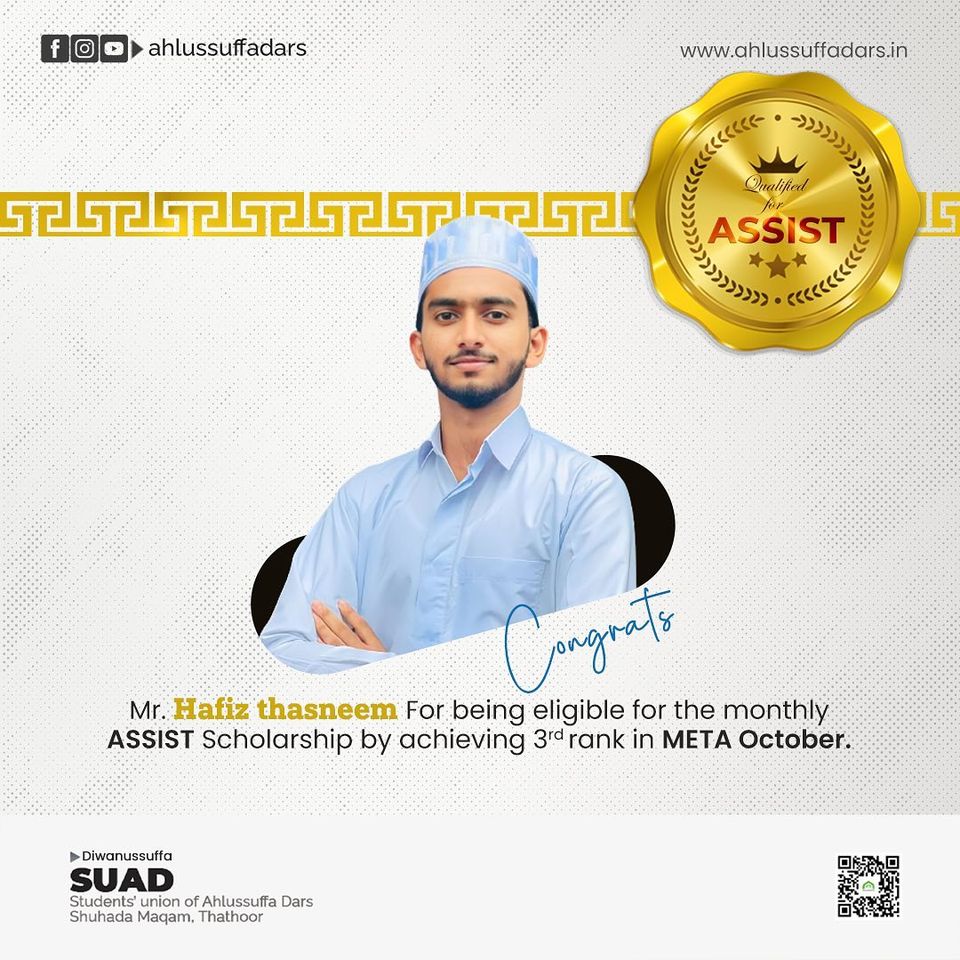 ahlussuffadars
www.ahlussuffadars.in
Qualified
for
ASSIST
Congrats
Mr. Hafiz thasneem For being eligible for the monthly
ASSIST Scholarship by achieving 3rd rank in META October.
Diwanussuffa
SUAD
Students' union of Ahlussuffa Dars
Shuhada Maqam, Thathoor